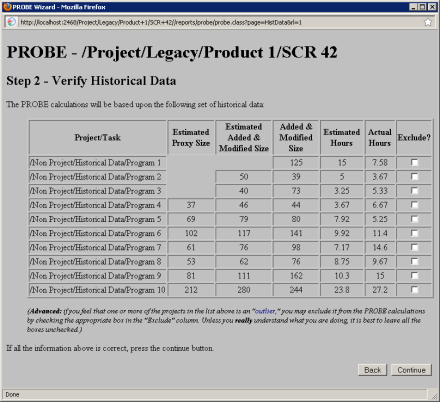 PROBE Wizard - Mozilla Firefox
http://localhost:2468/Project/Legacy/Product+1/SCR+42//reports/probe/probe.class?page=HistData&rl=1
PROBE - /Project/Legacy/Product 1/SCR 42
Step 2 - Verify Historical Data
The PROBE calculations will be based upon the following set of historical data:
Project/Task Estimated Proxy Size Estimated Added & Modified Size Added & Modified Size Estimated Hours Actual Hours Exclude?
/Non Project/Historical Data/Program 1 125 15 7.58
/Non Project/Historical Data/Program 2 50 39 5 3.67
/Non Project/Historical Data/Program 3 40 73 3.25 5.33
/Non Project/Historical Data/Program 4 37 46 44 3.67 6.67
/Non Project/Historical Data/Program 5 69 79 80 7.92 5.25
/Non Project/Historical Data/Program 6 102 117 141 9.92 11.4
/Non Project/Historical Data/Program 7 61 76 98 7.17 14.6
/Non Project/Historical Data/Program 8 53 62 76 8.75 9.67
/Non Project/Historical Data/Program 9 81 111 162 10.3 15
/Non Project/Historical Data/Program 10 212 280 244 23.8 27.2
(Advanced: if you feel that one or more of the projects in the list above is an "outlier," you may exclude it from the PROBE calculations
by checking the appropriate box in the "Exclude" column. Unless you really understand what you are doing, it is best to leave all the
boxes unchecked.)
If all the information above is correct, press the continue button.
Back Continue
Done